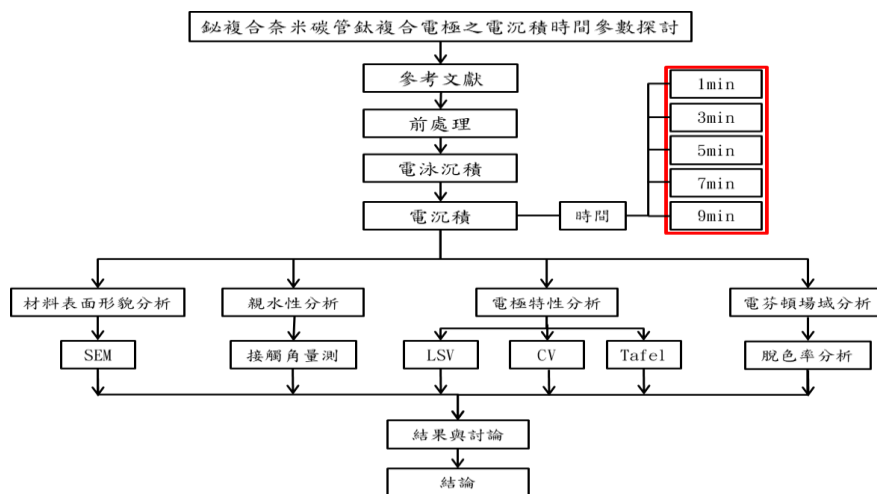 鉍複合奈米碳管鈦複合電極之電沉積時間參數探討
參考文獻
前處理
電泳沉積
電沉積
時間
1min
3min
5min
7min
9min
材料表面形貌分析
親水性分析
電極特性分析
電芬頓場域分析
SEM
接觸角量測
LSV
CV
Tafel
脫色率分析
結果與討論
結論